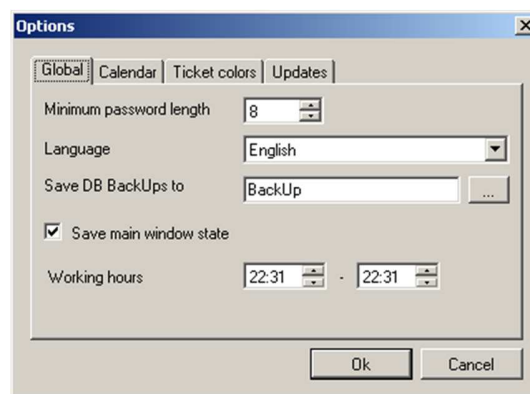 Options
Global Calendar Ticket colors Updates
Minimum password length 8
Language English
Save DB BackUps to BackUp ...
Save main window state
Working hours 22:31 - 22:31
Ok Cancel